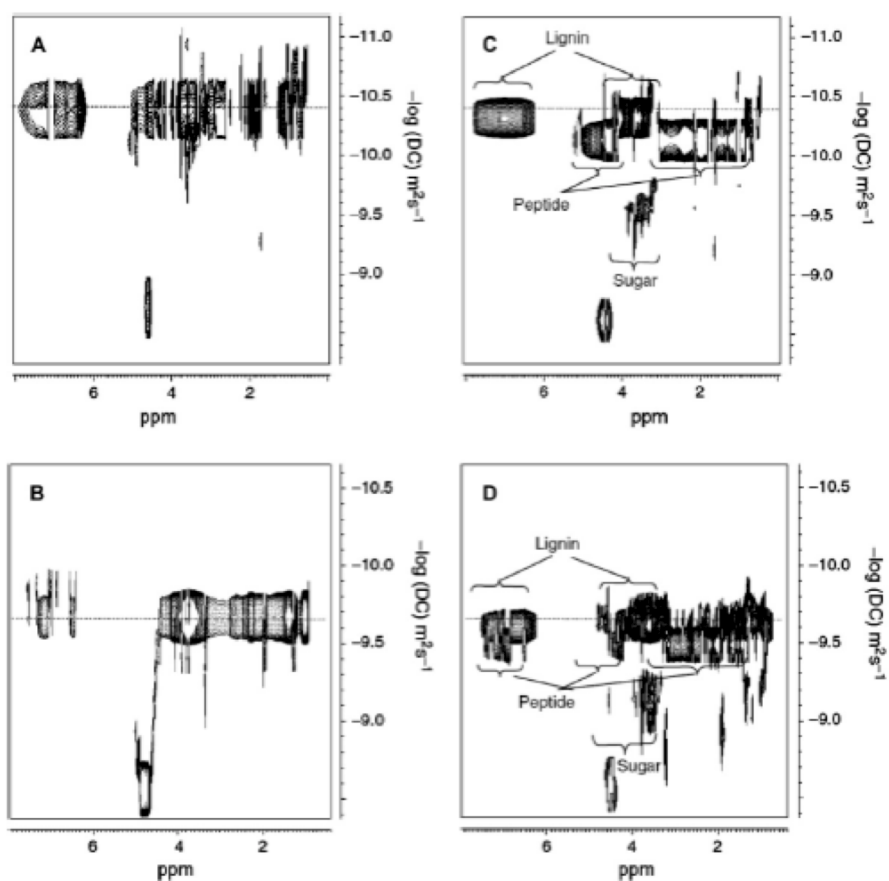 A
-11.0
-10.5
-10.0
-9.5
-9.0
-log (DC) m²s⁻¹
6
4
2
ppm
C
Lignin
Peptide
Sugar
-11.0
-10.5
-10.0
-9.5
-9.0
-log (DC) m²s⁻¹
6
4
2
ppm
B
-10.5
-10.0
-9.5
-9.0
-log (DC) m²s⁻¹
6
4
2
ppm
D
Lignin
Peptide
Sugar
-10.5
-10.0
-9.5
-9.0
-log (DC) m²s⁻¹
6
4
2
ppm